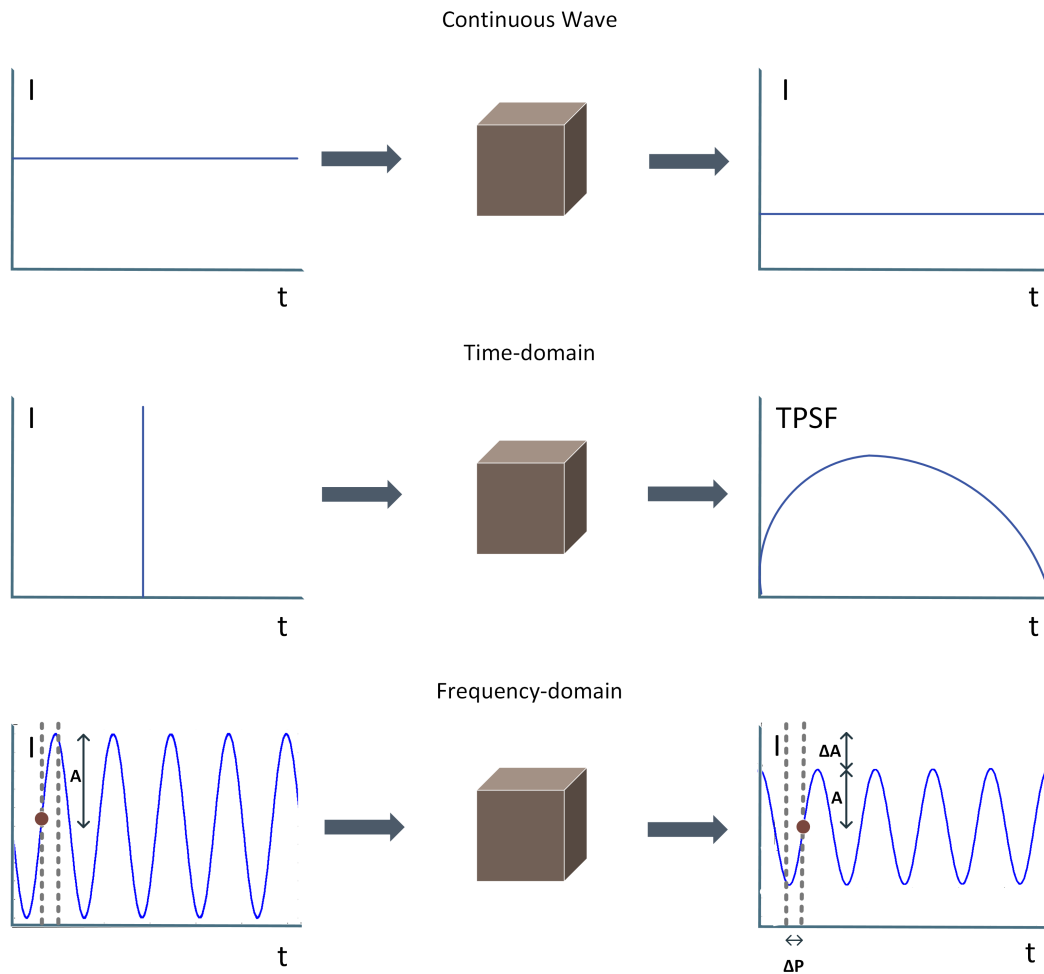 Continuous Wave
I
I
t
t
Time-domain
I
TPSF
t
t
Frequency-domain
I
A
I
ΔA
A
t
t
ΔP